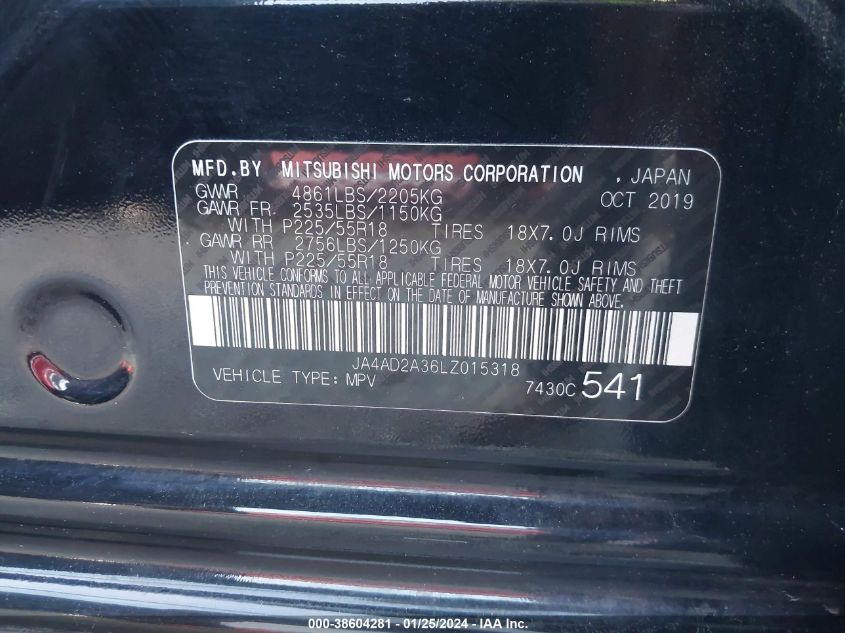 MFD.BY MITSUBISHI MOTORS CORPORATION , JAPAN
GVWR 4861LBS/2205KG OCT 2019
GAWR FR 2535LBS/1150KG
WITH P225/55R18 TIRES 18X7.0J RIMS
GAWR RR 2756LBS/1250KG
WITH P225/55R18 TIRES 18X7.0J RIMS
THIS VEHICLE CONFORMS TO ALL APPLICABLE FEDERAL MOTOR VEHICLE SAFETY AND THEFT
PREVENTION STANDARDS IN EFFECT ON THE DATE OF MANUFACTURE SHOWN ABOVE.
JA4AD2A36LZ015318
VEHICLE TYPE: MPV 7430C 541
000-38604281 - 01/25/2024 - IAA Inc.